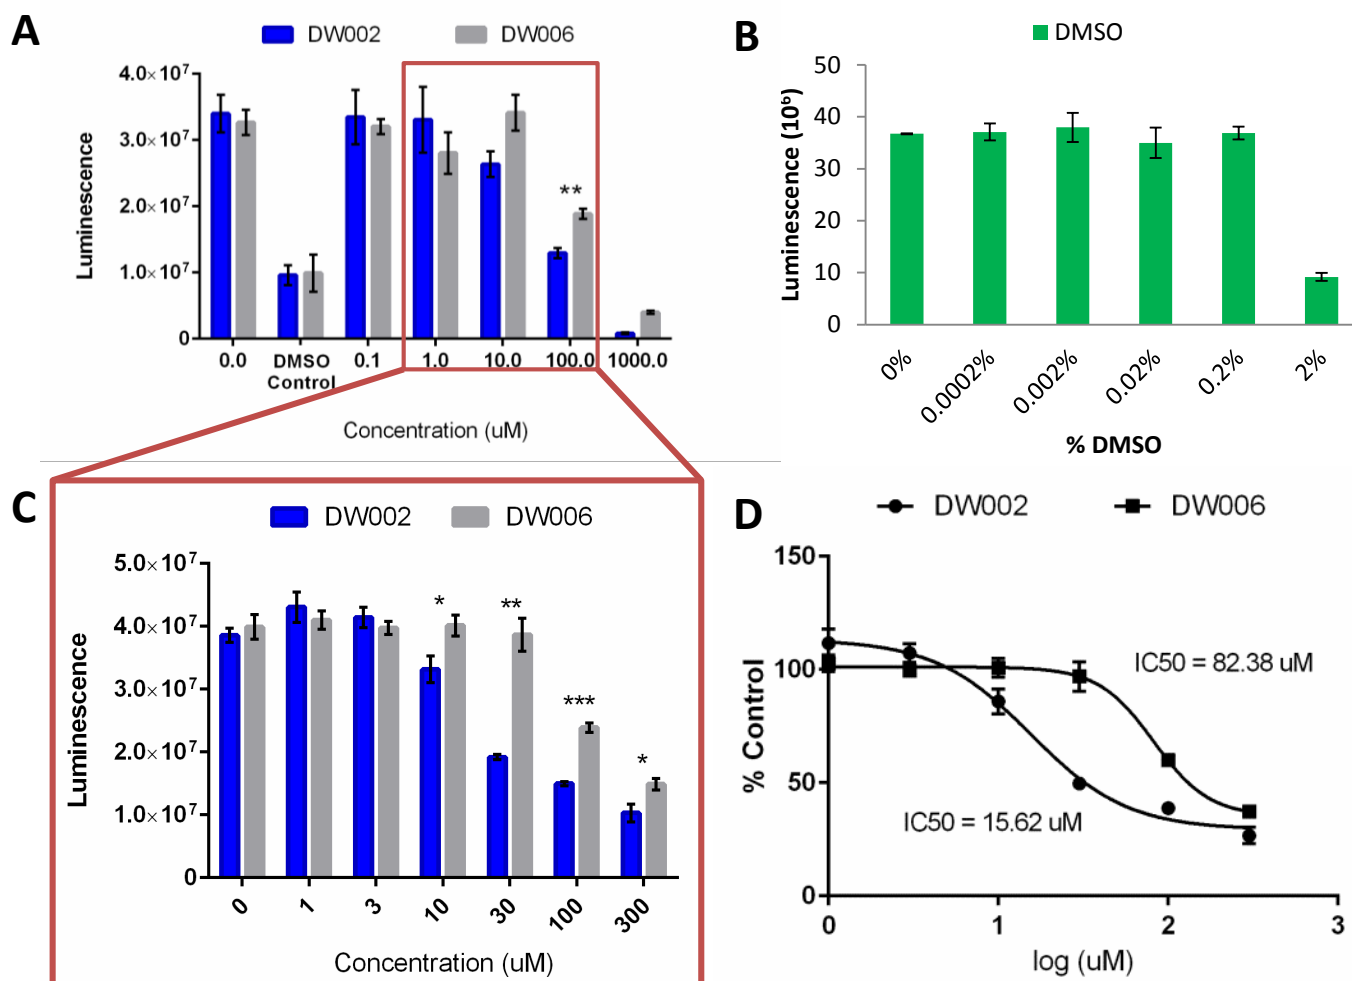 A
DW002 DW006
4.0×10⁷
3.0×10⁷
2.0×10⁷
1.0×10⁷
0
Luminescence
**
0.0 DMSO Control 0.1 1.0 10.0 100.0 1000.0
Concentration (uM)
B
DMSO
50
40
30
20
10
0
Luminescence (10⁶)
0% 0.0002% 0.002% 0.02% 0.2% 2%
% DMSO
C
DW002 DW006
5.0×10⁷
4.0×10⁷
3.0×10⁷
2.0×10⁷
1.0×10⁷
0
Luminescence
* ** *** *
0 1 3 10 30 100 300
Concentration (uM)
D
DW002 DW006
150
100
50
0
% Control
IC50 = 82.38 uM
IC50 = 15.62 uM
0 1 2 3
log (uM)